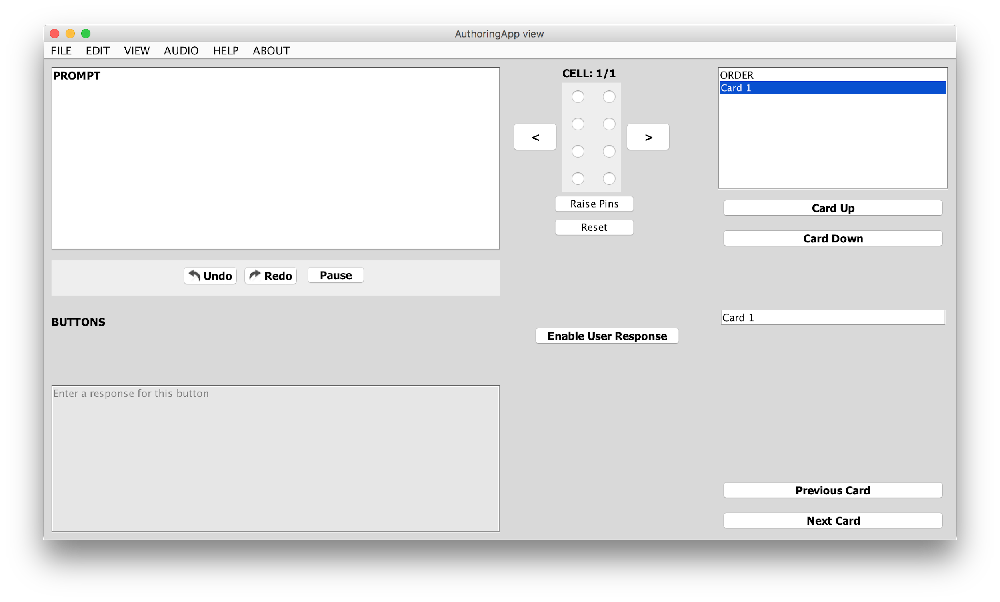 AuthoringApp view
FILE EDIT VIEW AUDIO HELP ABOUT
PROMPT
CELL: 1/1
<
>
Raise Pins
Reset
ORDER
Card 1
Card Up
Card Down
Undo Redo Pause
BUTTONS
Enable User Response
Card 1
Enter a response for this button
Previous Card
Next Card